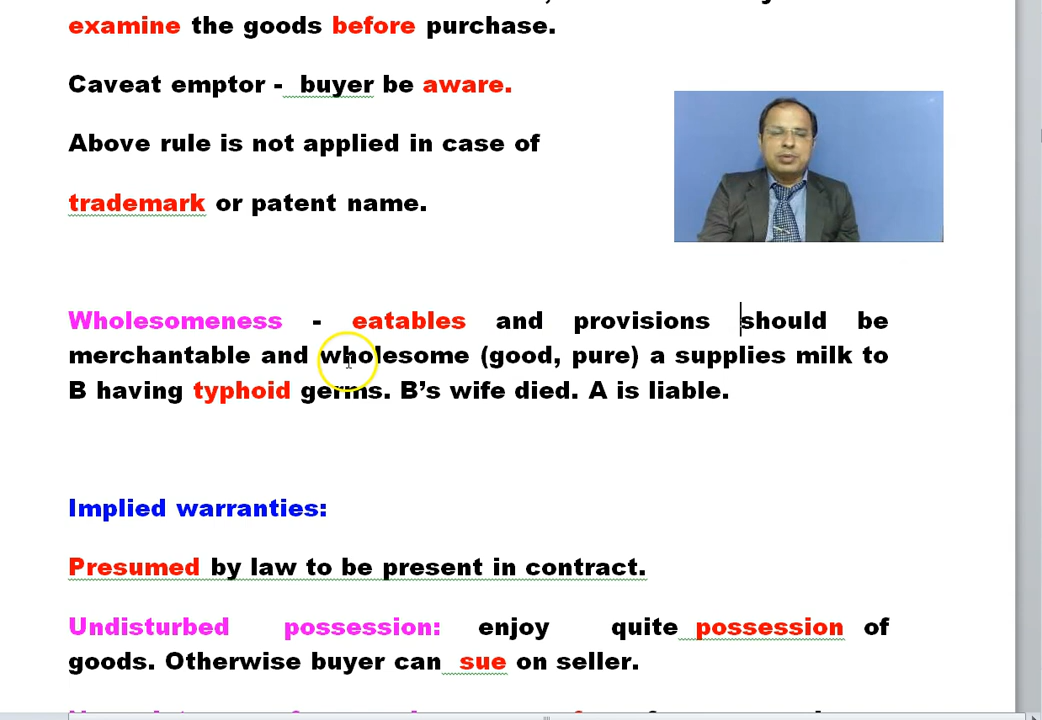 examine the goods before purchase.
Caveat emptor - buyer be aware.
Above rule is not applied in case of
trademark or patent name.
Wholesomeness - eatables and provisions should be
merchantable and wholesome (good, pure) a supplies milk to
B having typhoid germs. B’s wife died. A is liable.
Implied warranties:
Presumed by law to be present in contract.
Undisturbed possession: enjoy quite possession of
goods. Otherwise buyer can sue on seller.